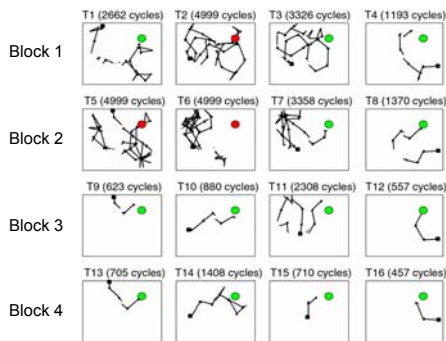 T1 (2662 cycles) T2 (4999 cycles) T3 (3326 cycles) T4 (1193 cycles)
Block 1
T5 (4999 cycles) T6 (4999 cycles) T7 (3358 cycles) T8 (1370 cycles)
Block 2
T9 (623 cycles) T10 (880 cycles) T11 (2308 cycles) T12 (557 cycles)
Block 3
T13 (705 cycles) T14 (1408 cycles) T15 (710 cycles) T16 (457 cycles)
Block 4